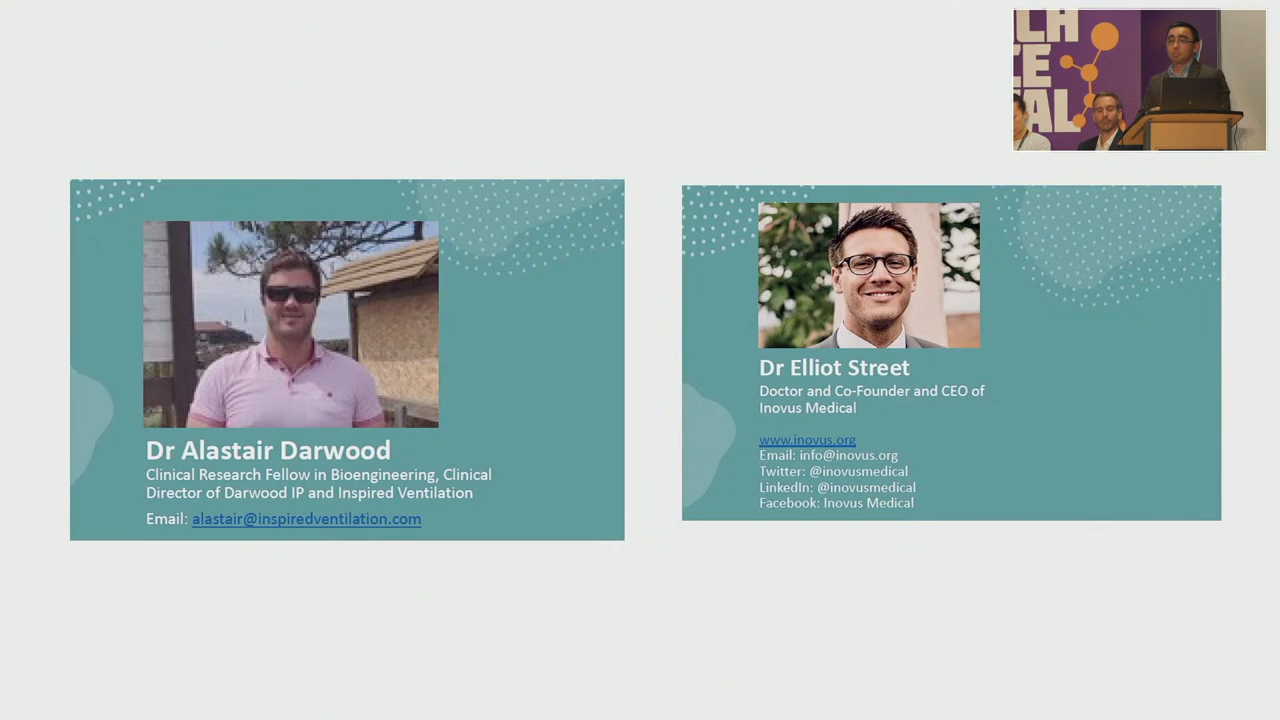 Dr Alastair Darwood
Clinical Research Fellow in Bioengineering, Clinical
Director of Darwood IP and Inspired Ventilation
Email: alastair@inspiredventilation.com
Dr Elliot Street
Doctor and Co-Founder and CEO of
Inovus Medical
www.inovus.org
Email: info@inovus.org
Twitter: @inovusmedical
LinkedIn: @inovusmedical
Facebook: Inovus Medical